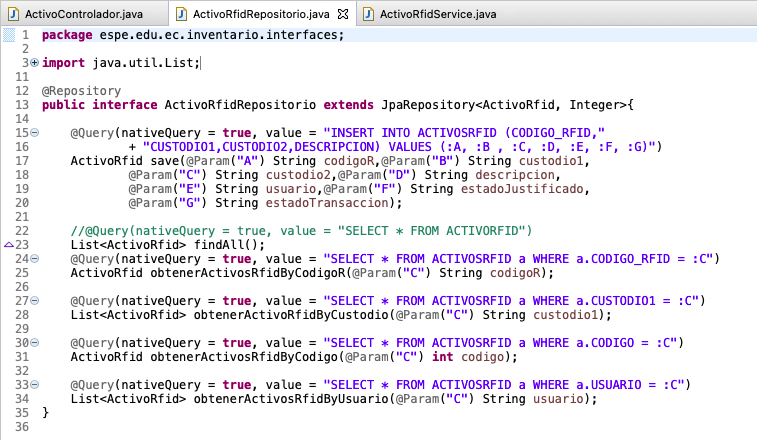 ActivoControlador.java ActivoRfidRepositorio.java ActivoRfidService.java
1 package espe.edu.ec.inventario.interfaces;
2
3 import java.util.List;
11
12 @Repository
13 public interface ActivoRfidRepositorio extends JpaRepository<ActivoRfid, Integer>{
14
15 @Query(nativeQuery = true, value = "INSERT INTO ACTIVOSRFID (CODIGO_RFID,"
16 + "CUSTODIO1,CUSTODIO2,DESCRIPCION) VALUES (:A, :B , :C, :D, :E, :F, :G)")
17 ActivoRfid save(@Param("A") String codigoR,@Param("B") String custodio1,
18 @Param("C") String custodio2,@Param("D") String descripcion,
19 @Param("E") String usuario,@Param("F") String estadoJustificado,
20 @Param("G") String estadoTransaccion);
21
22 //@Query(nativeQuery = true, value = "SELECT * FROM ACTIVORFID")
23 List<ActivoRfid> findAll();
24 @Query(nativeQuery = true, value = "SELECT * FROM ACTIVOSRFID a WHERE a.CODIGO_RFID = :C")
25 ActivoRfid obtenerActivosRfidByCodigoR(@Param("C") String codigoR);
26
27 @Query(nativeQuery = true, value = "SELECT * FROM ACTIVOSRFID a WHERE a.CUSTODIO1 = :C")
28 List<ActivoRfid> obtenerActivoRfidByCustodio(@Param("C") String custodio1);
29
30 @Query(nativeQuery = true, value = "SELECT * FROM ACTIVOSRFID a WHERE a.CODIGO = :C")
31 ActivoRfid obtenerActivosRfidByCodigo(@Param("C") int codigo);
32
33 @Query(nativeQuery = true, value = "SELECT * FROM ACTIVOSRFID a WHERE a.USUARIO = :C")
34 List<ActivoRfid> obtenerActivosRfidByUsuario(@Param("C") String usuario);
35 }
36